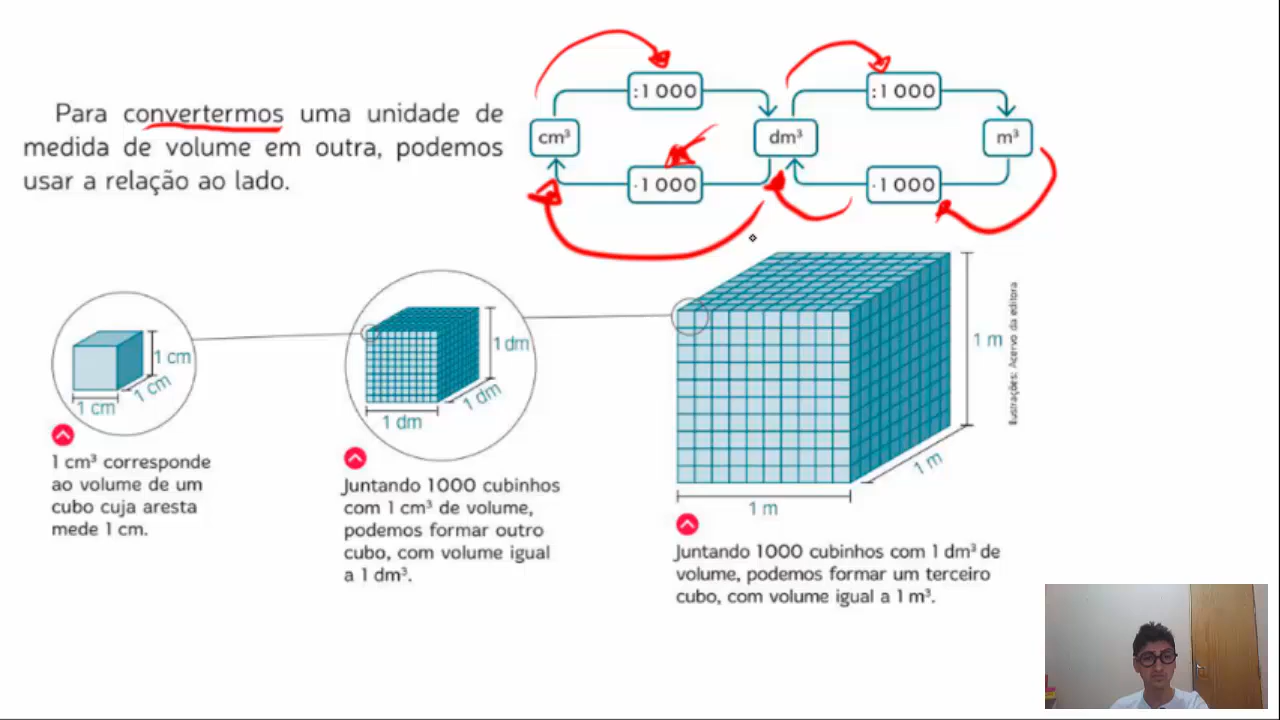 Para convertermos uma unidade de
medida de volume em outra, podemos
usar a relação ao lado.
:1 000
:1 000
cm³
dm³
m³
·1 000
·1 000
1 cm
1 cm
1 cm
1 dm
1 dm
1 dm
1 m
1 m
1 m
Ilustrações: Acervo da editora
1 cm³ corresponde
ao volume de um
cubo cuja aresta
mede 1 cm.
Juntando 1000 cubinhos
com 1 cm³ de volume,
podemos formar outro
cubo, com volume igual
a 1 dm³.
Juntando 1000 cubinhos com 1 dm³ de
volume, podemos formar um terceiro
cubo, com volume igual a 1 m³.